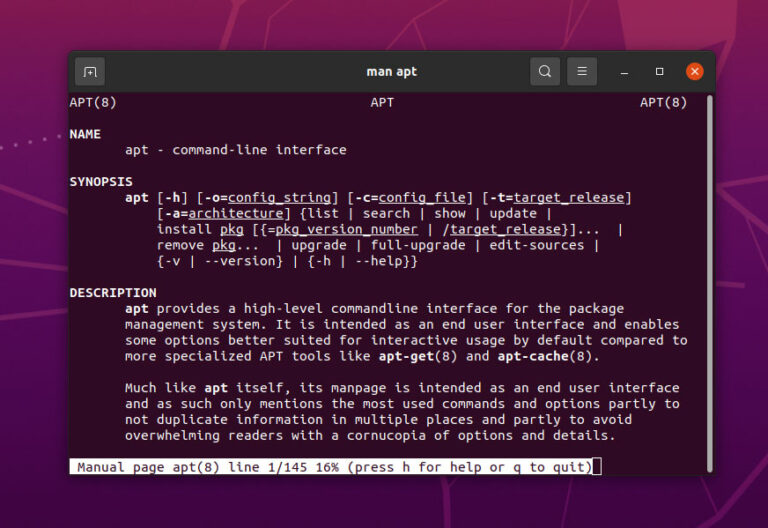 man apt
APT(8) APT APT(8)
NAME
apt - command-line interface
SYNOPSIS
apt [-h] [-o=config_string] [-c=config_file] [-t=target_release]
[-a=architecture] {list | search | show | update |
install pkg [{=pkg_version_number | /target_release}]... |
remove pkg... | upgrade | full-upgrade | edit-sources |
{-v | --version} | {-h | --help}}
DESCRIPTION
apt provides a high-level commandline interface for the package
management system. It is intended as an end user interface and enables
some options better suited for interactive usage by default compared to
more specialized APT tools like apt-get(8) and apt-cache(8).
Much like apt itself, its manpage is intended as an end user interface
and as such only mentions the most used commands and options partly to
not duplicate information in multiple places and partly to avoid
overwhelming readers with a cornucopia of options and details.
Manual page apt(8) line 1/145 16% (press h for help or q to quit)